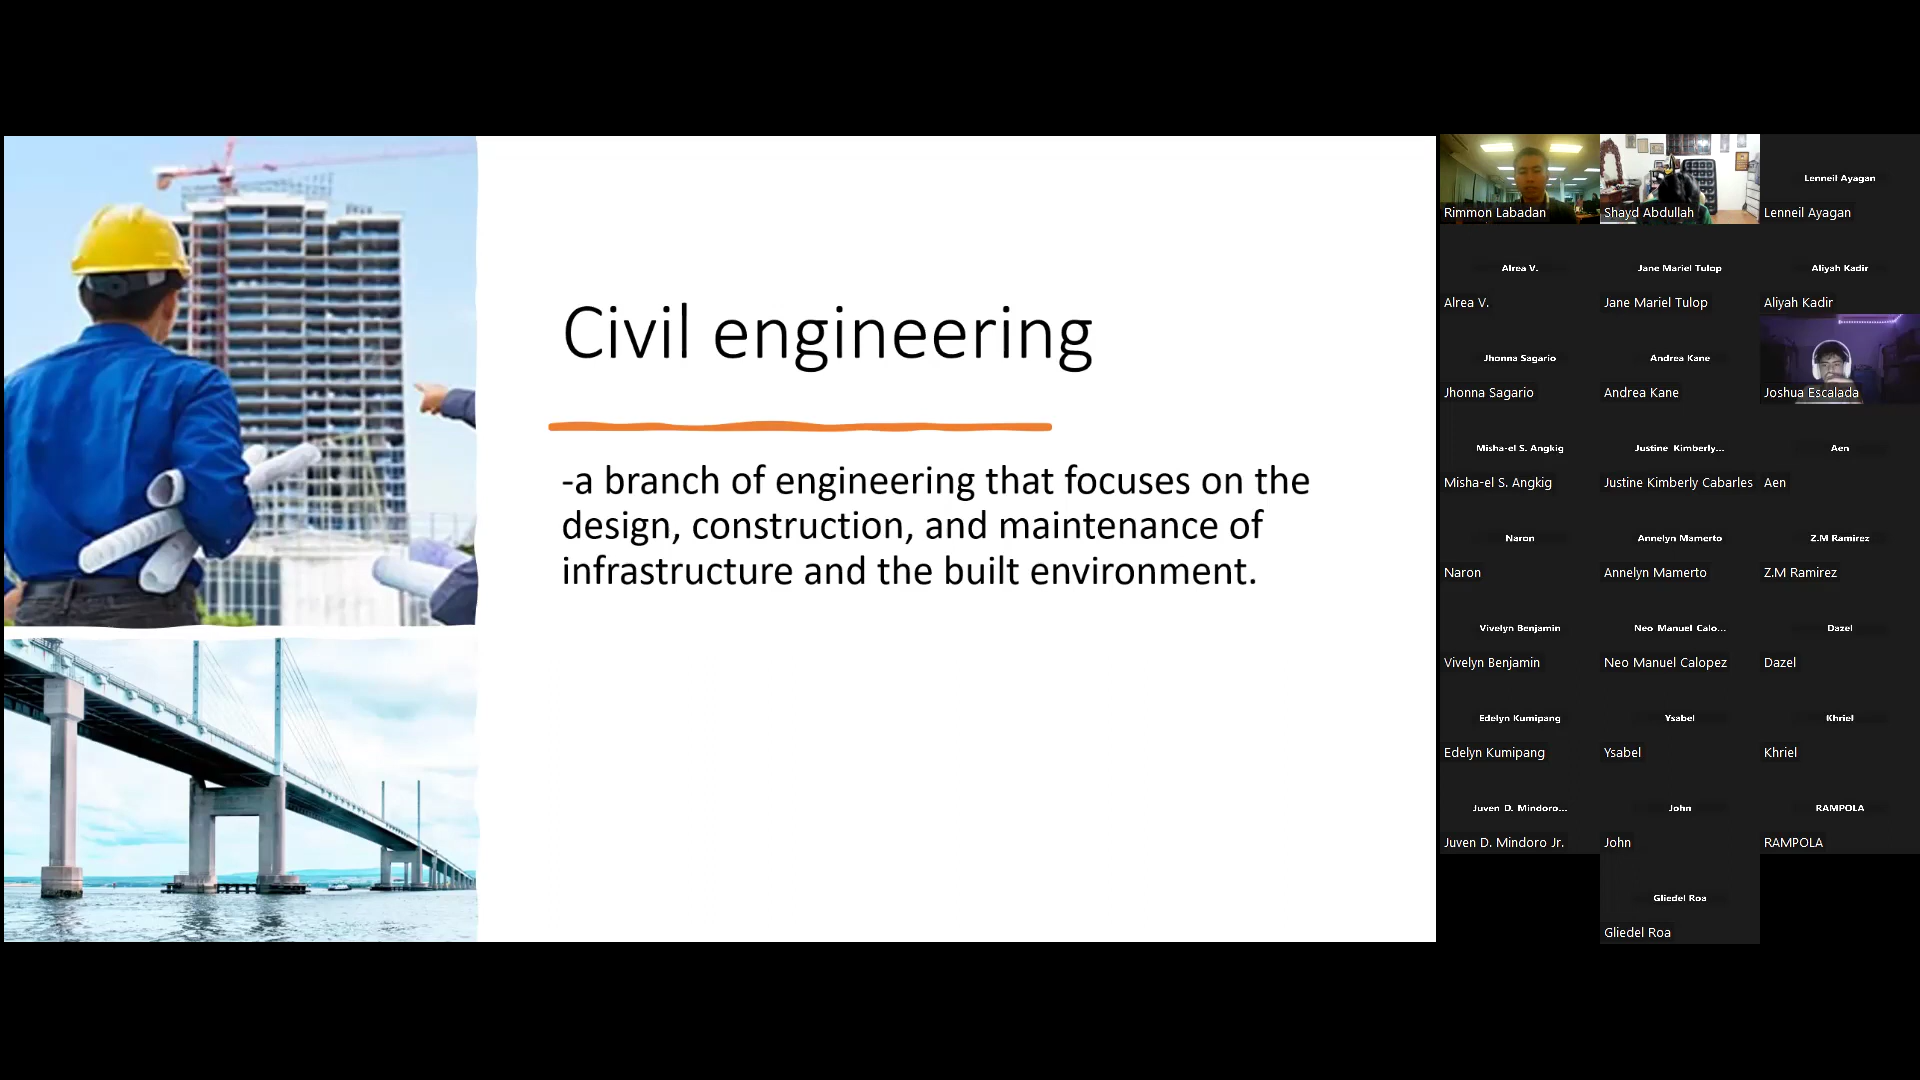 Civil engineering
-a branch of engineering that focuses on the
design, construction, and maintenance of
infrastructure and the built environment.
Rimmon Labadan
Shayd Abdullah
Lenneil Ayagan
Lenneil Ayagan
Alrea V.
Alrea V.
Jane Mariel Tulop
Jane Mariel Tulop
Aliyah Kadir
Aliyah Kadir
Jhonna Sagario
Jhonna Sagario
Andrea Kane
Andrea Kane
Joshua Escalada
Misha-el S. Angkig
Misha-el S. Angkig
Justine Kimberly...
Justine Kimberly Cabarles
Aen
Aen
Naron
Naron
Annelyn Mamerto
Annelyn Mamerto
Z.M Ramirez
Z.M Ramirez
Vivelyn Benjamin
Vivelyn Benjamin
Neo Manuel Calo...
Neo Manuel Calopez
Dazel
Dazel
Edelyn Kumipang
Edelyn Kumipang
Ysabel
Ysabel
Khriel
Khriel
Juven D. Mindoro...
Juven D. Mindoro Jr.
John
John
RAMPOLA
RAMPOLA
Gliedel Roa
Gliedel Roa